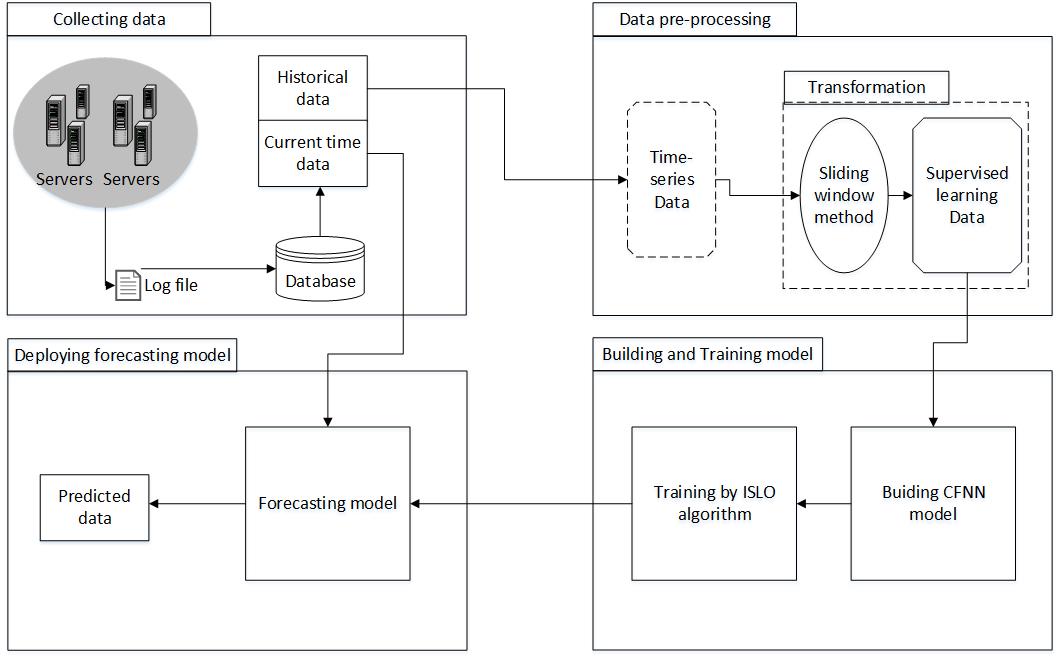 Collecting data
Historical
data
Current time
data
Servers Servers
Log file
Database
Data pre-processing
Transformation
Time-
series
Data
Sliding
window
method
Supervised
learning
Data
Deploying forecasting model
Predicted
data
Forecasting model
Building and Training model
Training by ISLO
algorithm
Buiding CFNN
model